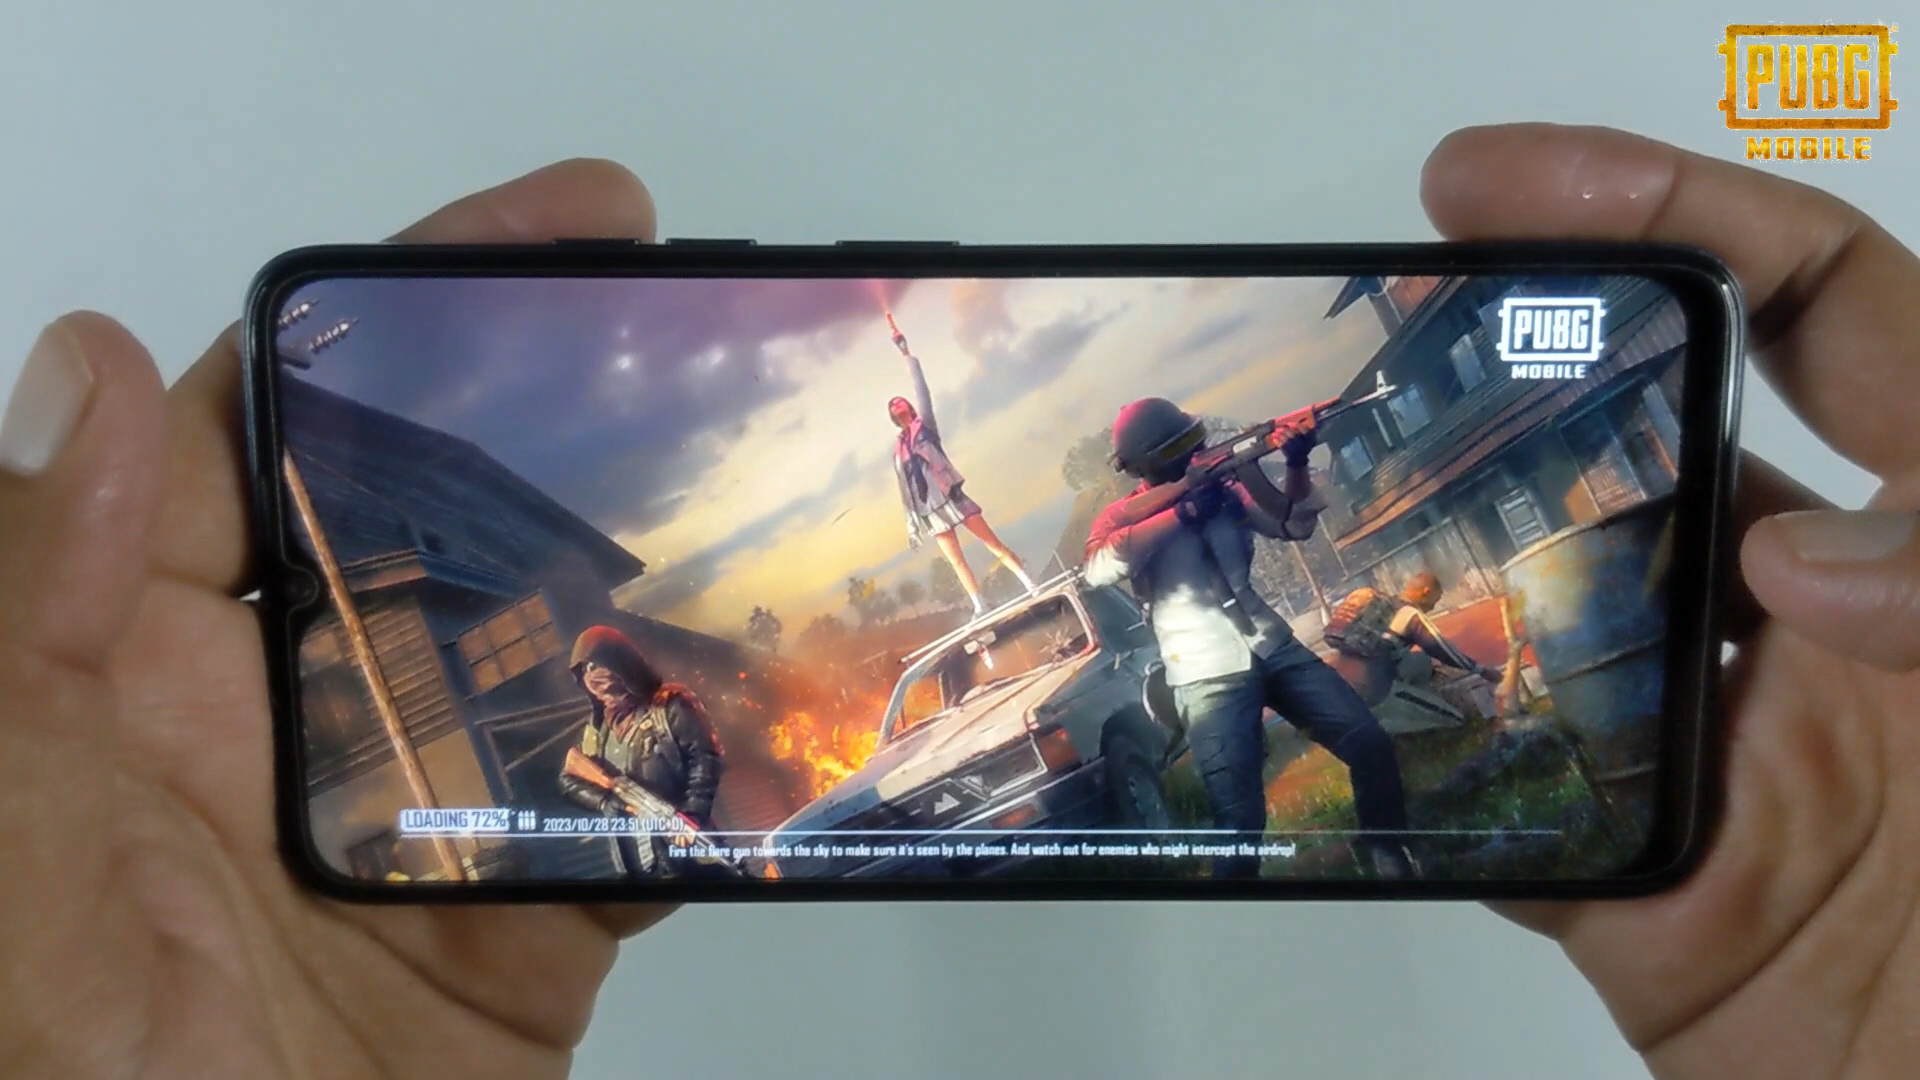 PUBG
MOBILE
PUBG
MOBILE
LOADING 72%
2023/10/28 23:51 (UTC+0)
Fire the flare gun towards the sky to make sure it's seen by the planes. And watch out for enemies who might intercept the airdrop!